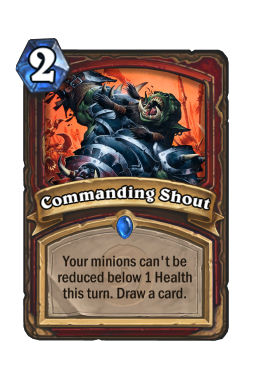 2
Commanding Shout
Your minions can't be
reduced below 1 Health
this turn. Draw a card.